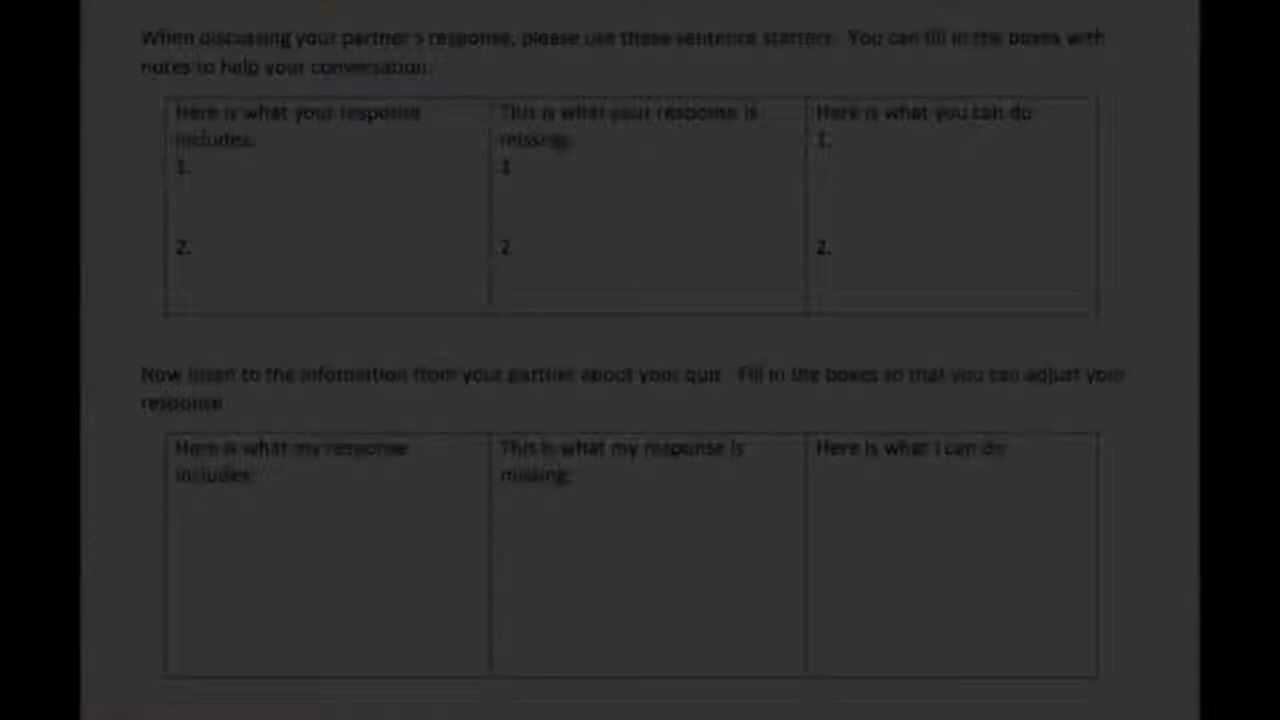 When discussing your partner's response, please use these sentence starters. You can fill in the boxes with
notes to help your conversation.
Here is what your response
includes:
1.
2.
This is what your response is
missing:
1
2
Here is what you can do
1.
2.
Now listen to the information from your partner about your quiz. Fill in the boxes so that you can adjust your
response
Here is what my response
includes:
This is what my response is
missing:
Here is what I can do